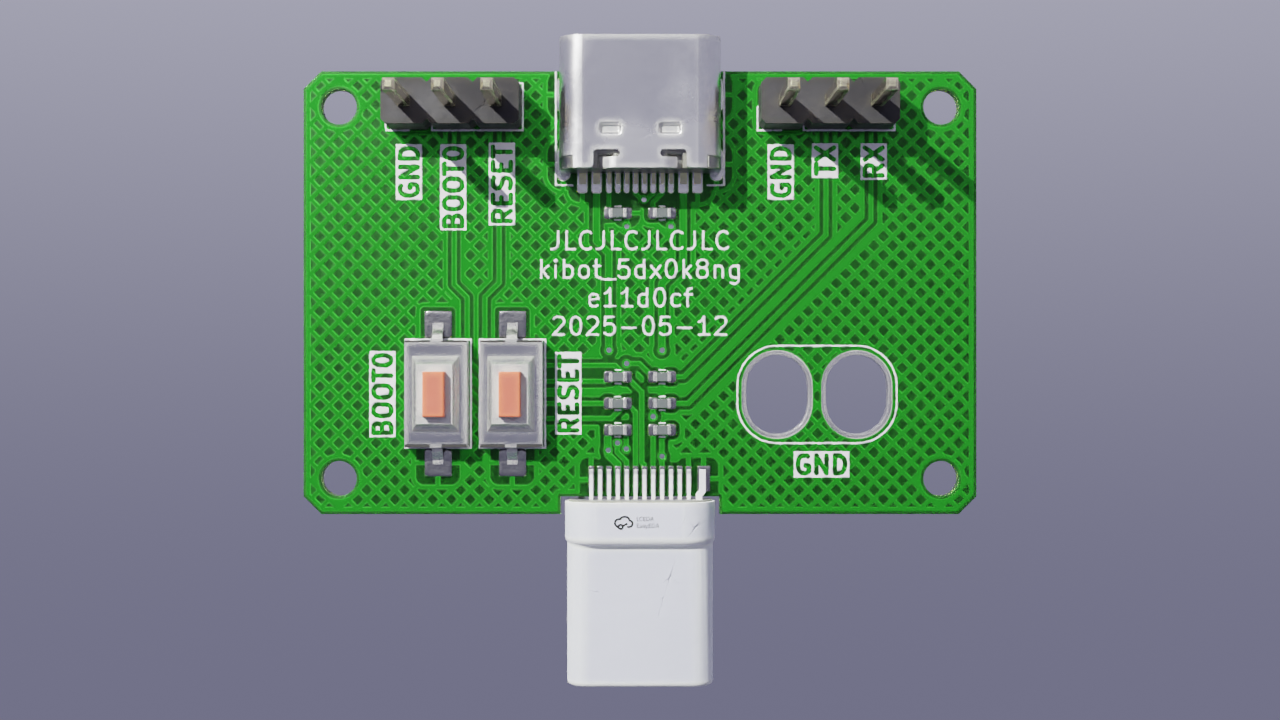 GND
BOOT0
RESET
GND
TX
RX
JLCJLCJLCJLC
kibot_5dx0k8ng
e11d0cf
2025-05-12
BOOT0
RESET
GND